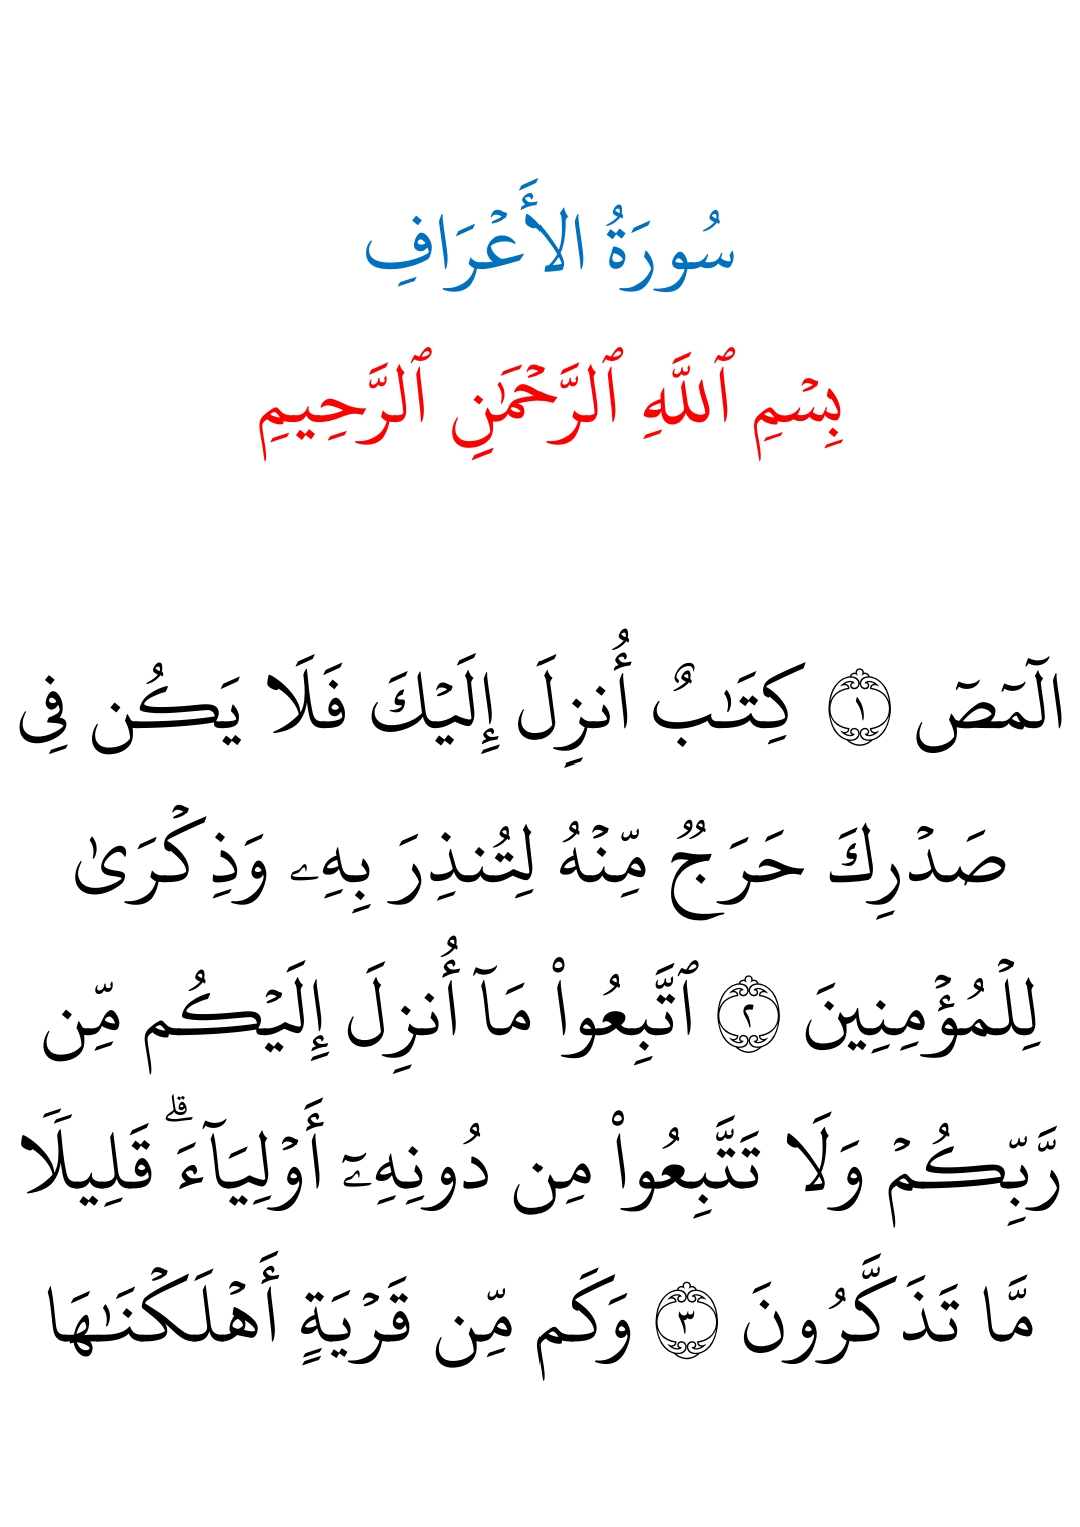 سُورَةُ الأَعۡرَافِ
بِسۡمِ ٱللَّهِ ٱلرَّحۡمَٰنِ ٱلرَّحِيمِ
الٓمٓصٓ ١ كِتَٰبٌ أُنزِلَ إِلَيۡكَ فَلَا يَكُن فِي
صَدۡرِكَ حَرَجٞ مِّنۡهُ لِتُنذِرَ بِهِۦ وَذِكۡرَىٰ
لِلۡمُؤۡمِنِينَ ٢ ٱتَّبِعُواْ مَآ أُنزِلَ إِلَيۡكُم مِّن
رَّبِّكُمۡ وَلَا تَتَّبِعُواْ مِن دُونِهِۦٓ أَوۡلِيَآءَۗ قَلِيلَا
مَّا تَذَكَّرُونَ ٣ وَكَم مِّن قَرۡيَةٍ أَهۡلَكۡنَٰهَا